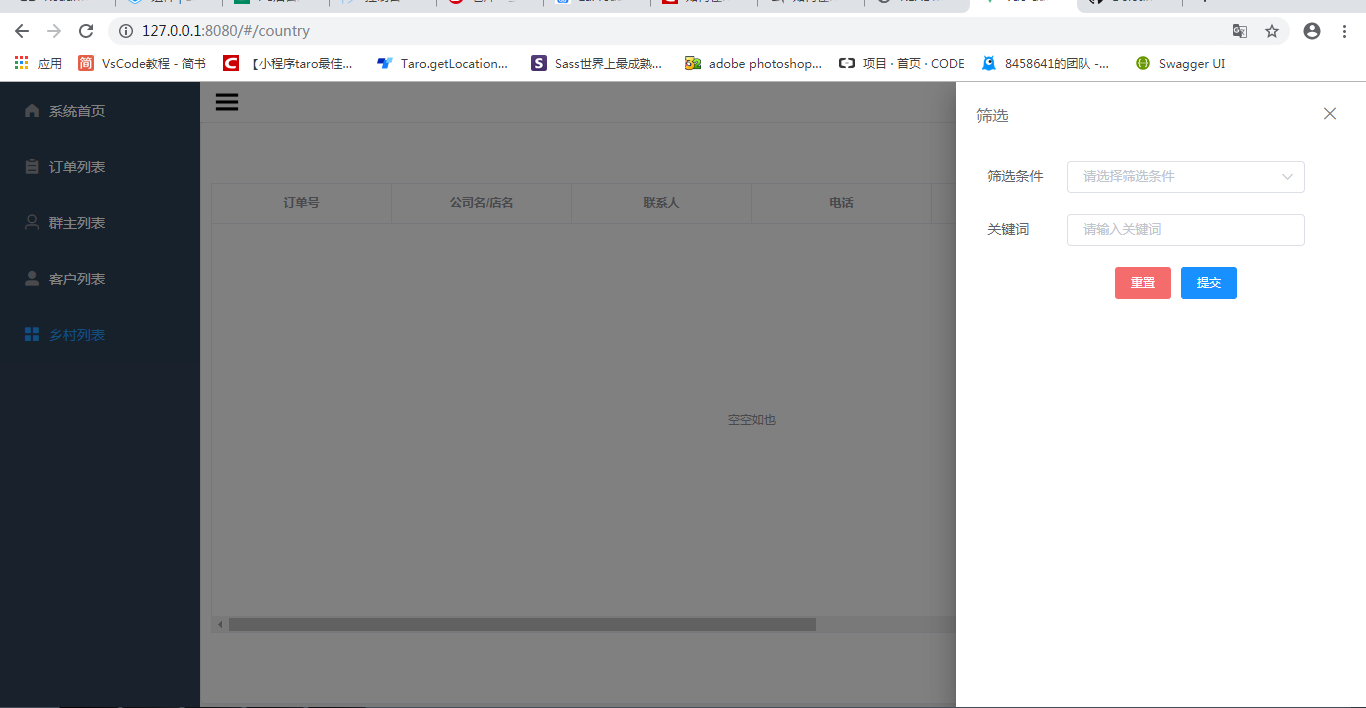 127.0.0.1:8080/#/country
应用
VsCode教程 - 简书
【小程序taro最佳...
Taro.getLocation...
Sass世界上最成熟...
adobe photoshop...
项目 · 首页 · CODE
8458641的团队 -...
Swagger UI
系统首页
订单列表
群主列表
客户列表
乡村列表
订单号
公司名/店名
联系人
电话
空空如也
筛选
筛选条件
请选择筛选条件
关键词
请输入关键词
重置
提交